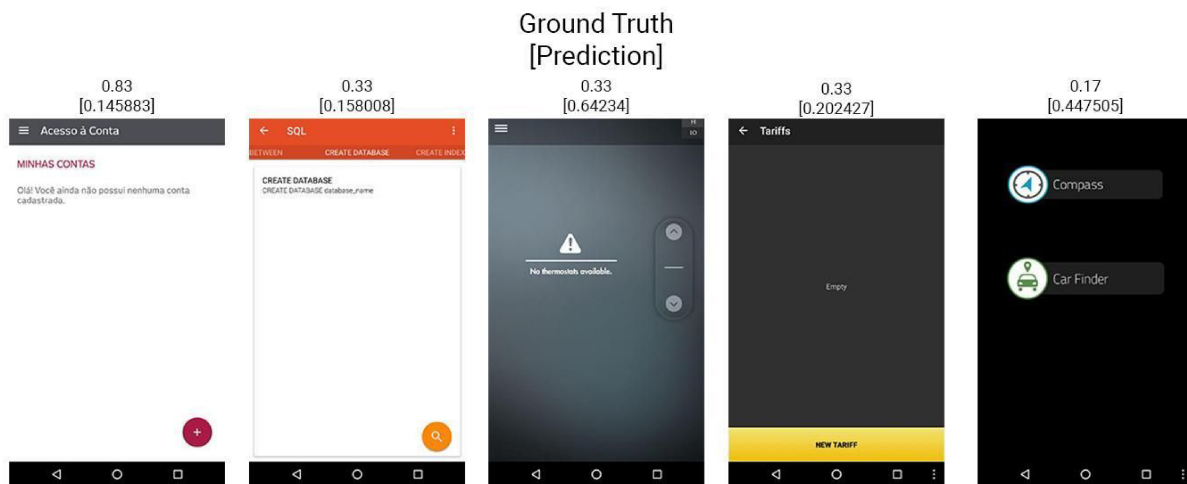 Ground Truth
[Prediction]
0.83
[0.145883]
0.33
[0.158008]
0.33
[0.64234]
0.33
[0.202427]
0.17
[0.447505]
Acesso à Conta
MINHAS CONTAS
Olá! Você ainda não possui nenhuma conta
cadastrada.
SQL
BETWEEN CREATE DATABASE CREATE INDEX
CREATE DATABASE
CREATE DATABASE database_name
HI
LO
No thermostats available.
Tariffs
Empty
NEW TARIFF
Compass
Car Finder